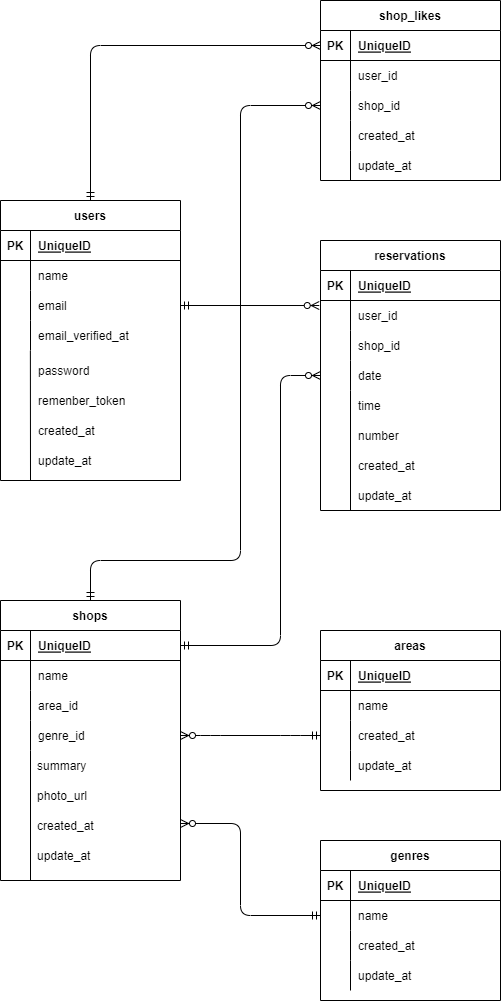 shop_likes
PK UniqueID
user_id
shop_id
created_at
update_at
users
PK UniqueID
name
email
email_verified_at
password
remenber_token
created_at
update_at
reservations
PK UniqueID
user_id
shop_id
date
time
number
created_at
update_at
shops
PK UniqueID
name
area_id
genre_id
summary
photo_url
created_at
update_at
areas
PK UniqueID
name
created_at
update_at
genres
PK UniqueID
name
created_at
update_at